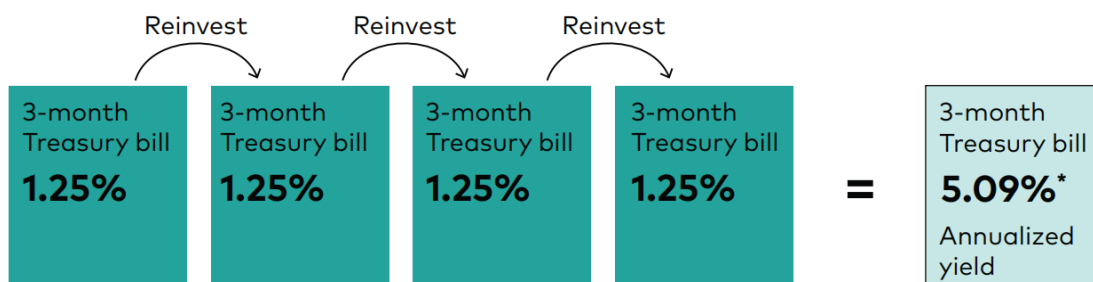 Reinvest
Reinvest
Reinvest
3-month
Treasury bill
1.25%
3-month
Treasury bill
1.25%
3-month
Treasury bill
1.25%
3-month
Treasury bill
1.25%
=
3-month
Treasury bill
5.09%*
Annualized
yield